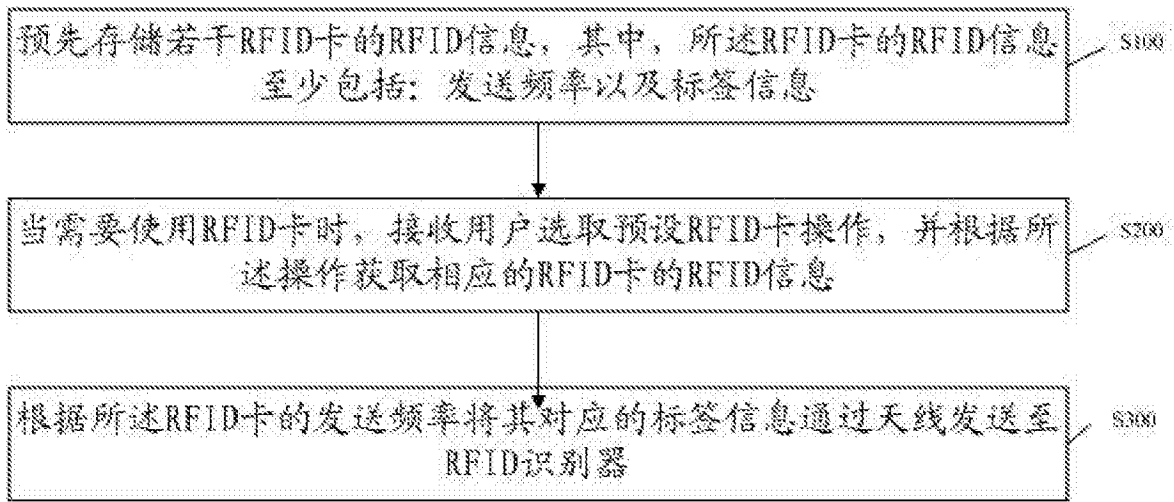 预先存储若干RFID卡的RFID信息，其中，所述RFID卡的RFID信息
至少包括：发送频率以及标签信息
S100
当需要使用RFID卡时，接收用户选取预设RFID卡操作，并根据所
述操作获取相应的RFID卡的RFID信息
S200
根据所述RFID卡的发送频率将其对应的标签信息通过天线发送至
RFID识别器
S300